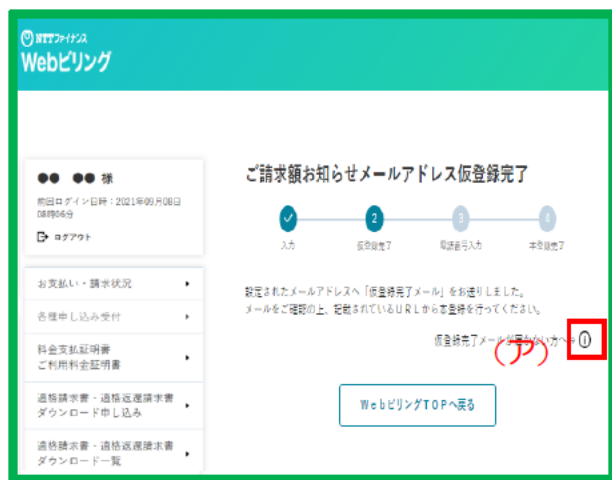 NTTファイナンス
Webビリング
●● ●● 様
前回ログイン日時：2021年09月08日
08時06分
ログアウト
お支払い・請求状況
各種申し込み受付
料金支払証明書
ご利用料金証明書
適格請求書・適格返還請求書
ダウンロード申し込み
適格請求書・適格返還請求書
ダウンロード一覧
ご請求額お知らせメールアドレス仮登録完了
2
3
4
入力
仮登録完了
電話番号入力
本登録完了
設定されたメールアドレスへ「仮登録完了メール」をお送りしました。
メールをご確認の上、記載されているＵＲＬから本登録を行ってください。
仮登録完了メールが届かない方へ
(ア)
WebビリングTOPへ戻る